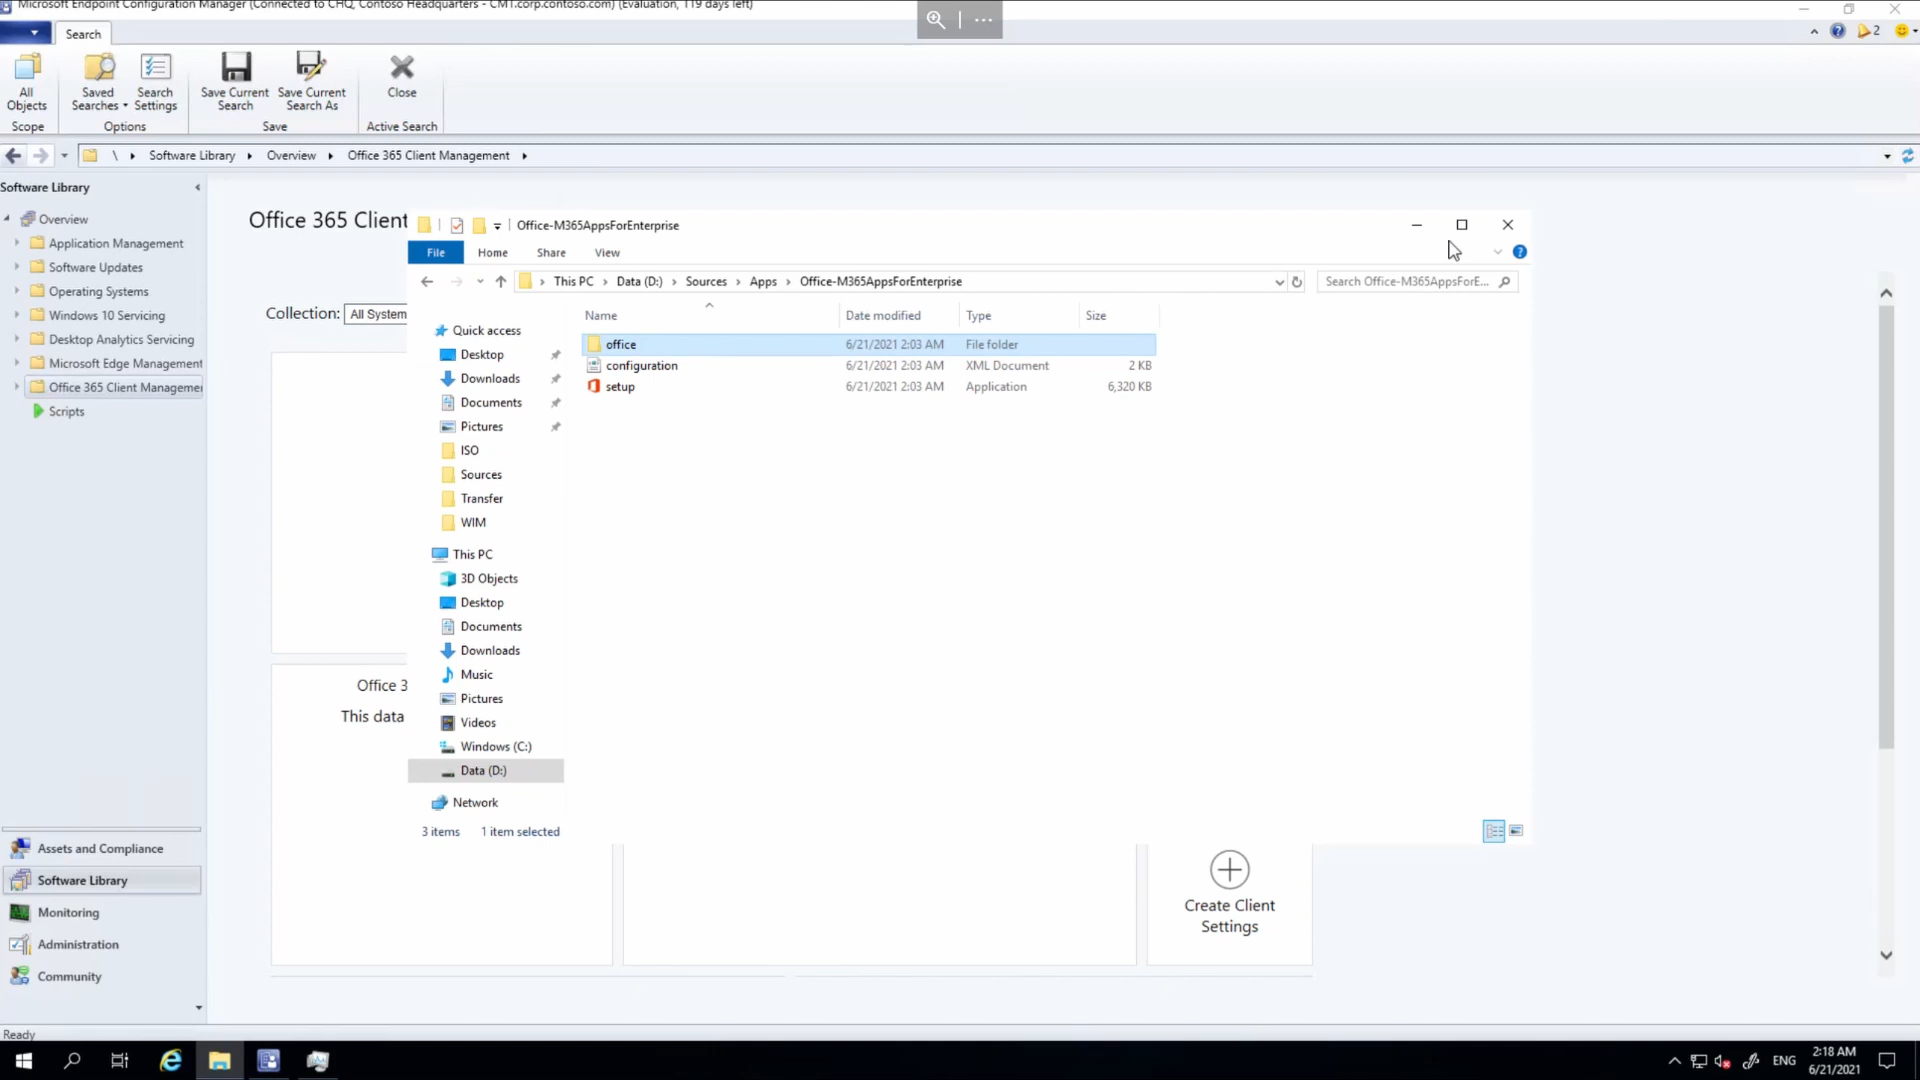 Microsoft Endpoint Configuration Manager (Connected to CHQ, Contoso Headquarters - CM1.corp.contoso.com) (Evaluation, 119 days left)
Search
2
All Objects
Saved Searches
Search Settings
Save Current Search
Save Current Search As
Close
Scope
Options
Save
Active Search
\ Software Library Overview Office 365 Client Management
Software Library
Overview
Application Management
Software Updates
Operating Systems
Windows 10 Servicing
Desktop Analytics Servicing
Microsoft Edge Management
Office 365 Client Manageme
Scripts
Assets and Compliance
Software Library
Monitoring
Administration
Community
Ready
Office 365 Client
Collection: All System
Office 3
This data
Office-M365AppsForEnterprise
File Home Share View
This PC Data (D:) Sources Apps Office-M365AppsForEnterprise
Search Office-M365AppsForE...
Quick access
Desktop
Downloads
Documents
Pictures
ISO
Sources
Transfer
WIM
This PC
3D Objects
Desktop
Documents
Downloads
Music
Pictures
Videos
Windows (C:)
Data (D:)
Network
Name Date modified Type Size
office 6/21/2021 2:03 AM File folder
configuration 6/21/2021 2:03 AM XML Document 2 KB
setup 6/21/2021 2:03 AM Application 6,320 KB
3 items 1 item selected
Create Client
Settings
ENG
2:18 AM
6/21/2021